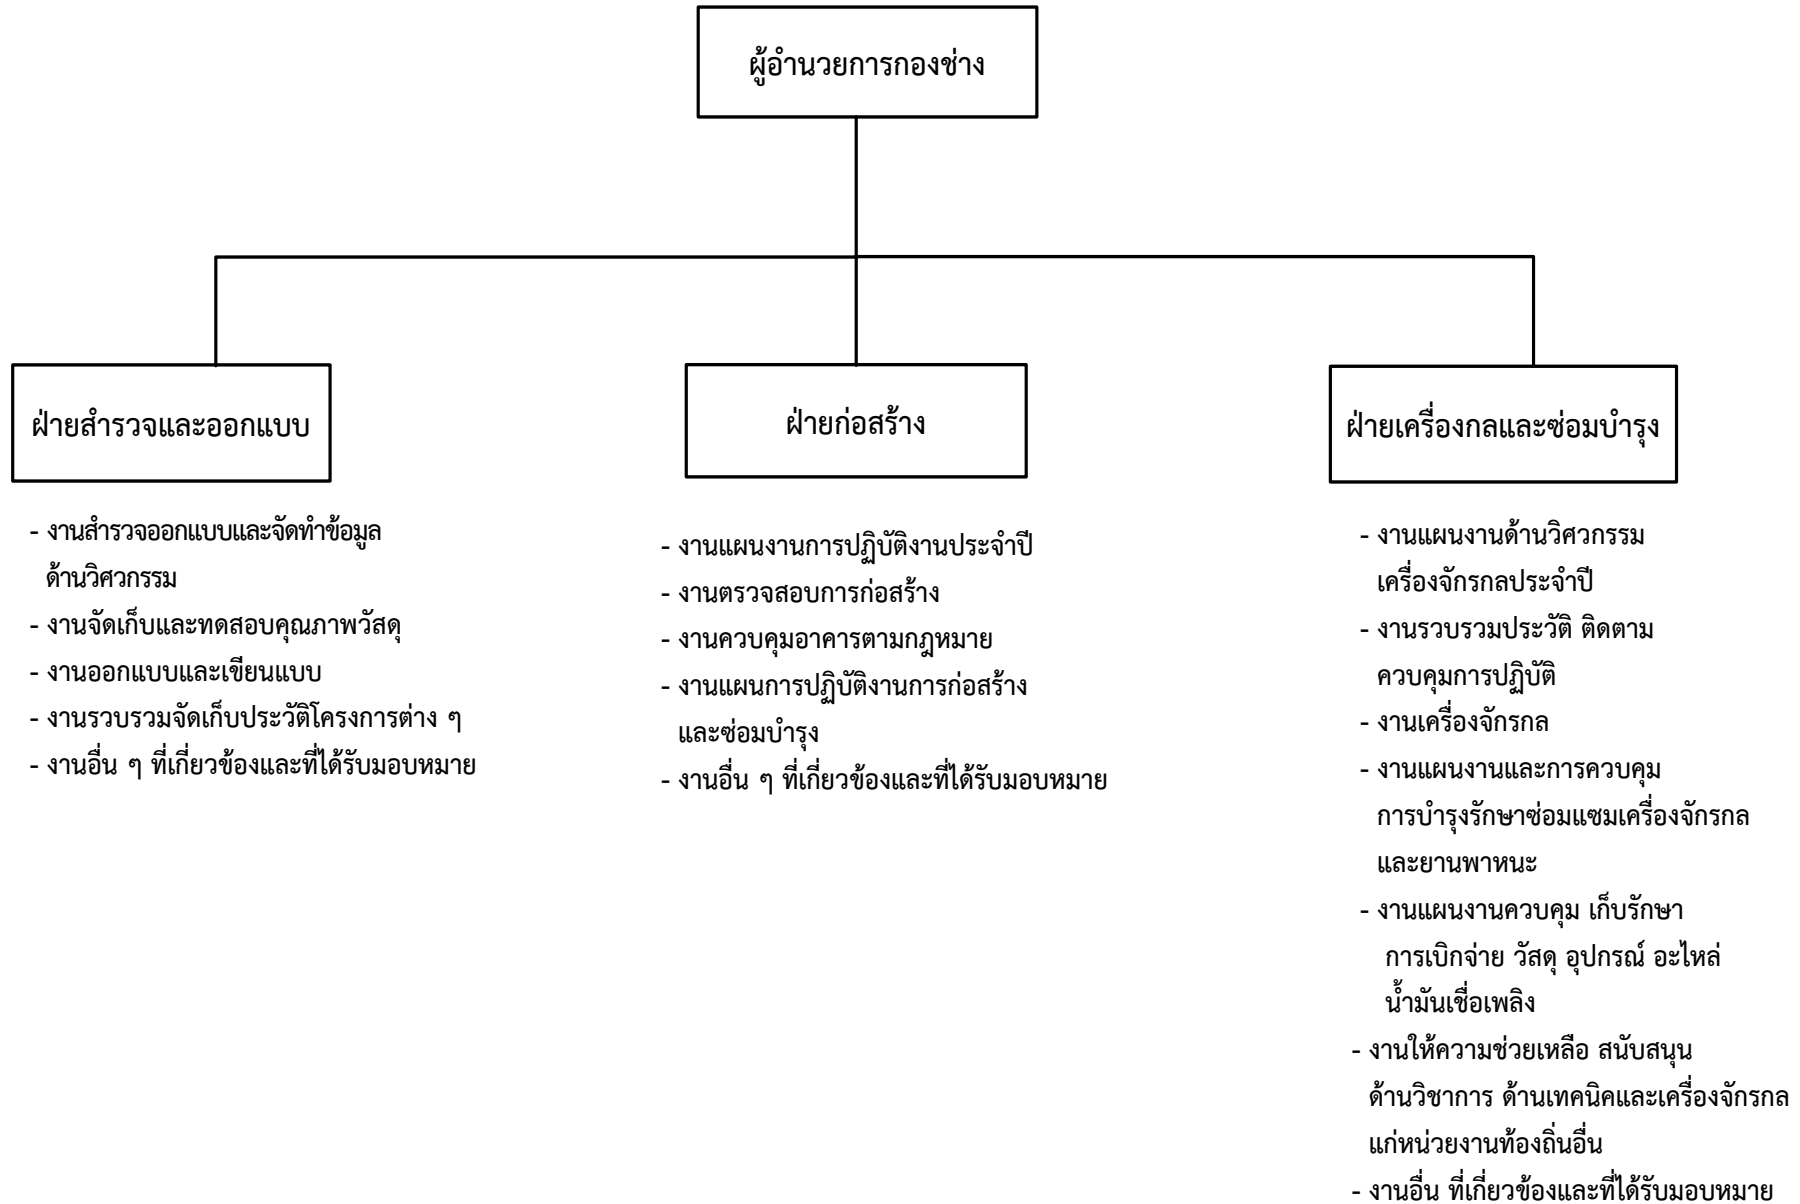 ผู้อำนวยการกองช่าง
ฝ่ายสำรวจและออกแบบ
- งานสำรวจออกแบบและจัดทำข้อมูล
ด้านวิศวกรรม
- งานจัดเก็บและทดสอบคุณภาพวัสดุ
- งานออกแบบและเขียนแบบ
- งานรวบรวมจัดเก็บประวัติโครงการต่าง ๆ
- งานอื่น ๆ ที่เกี่ยวข้องและที่ได้รับมอบหมาย
ฝ่ายก่อสร้าง
- งานแผนงานการปฏิบัติงานประจำปี
- งานตรวจสอบการก่อสร้าง
- งานควบคุมอาคารตามกฎหมาย
- งานแผนการปฏิบัติงานการก่อสร้าง
และซ่อมบำรุง
- งานอื่น ๆ ที่เกี่ยวข้องและที่ได้รับมอบหมาย
ฝ่ายเครื่องกลและซ่อมบำรุง
- งานแผนงานด้านวิศวกรรม
เครื่องจักรกลประจำปี
- งานรวบรวมประวัติ ติดตาม
ควบคุมการปฏิบัติ
- งานเครื่องจักรกล
- งานแผนงานและการควบคุม
การบำรุงรักษาซ่อมแซมเครื่องจักรกล
และยานพาหนะ
- งานแผนงานควบคุม เก็บรักษา
การเบิกจ่าย วัสดุ อุปกรณ์ อะไหล่
น้ำมันเชื่อเพลิง
- งานให้ความช่วยเหลือ สนับสนุน
ด้านวิชาการ ด้านเทคนิคและเครื่องจักรกล
แก่หน่วยงานท้องถิ่นอื่น
- งานอื่น ที่เกี่ยวข้องและที่ได้รับมอบหมาย